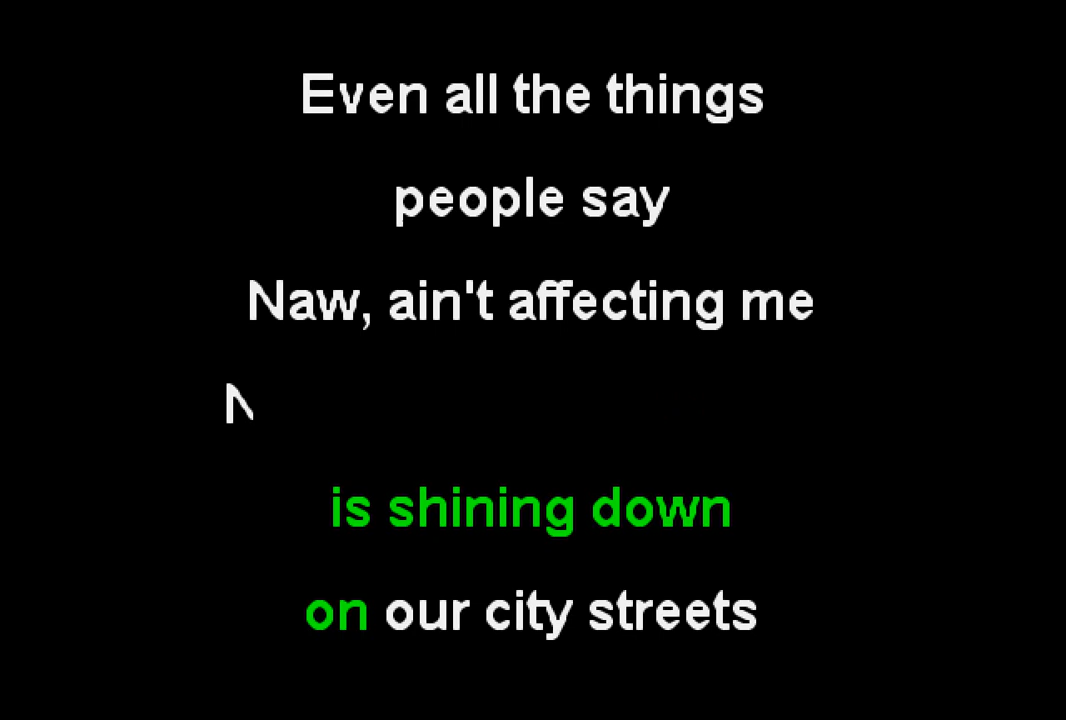 Even all the things
people say
Naw, ain't affecting me
N
is shining down
on our city streets